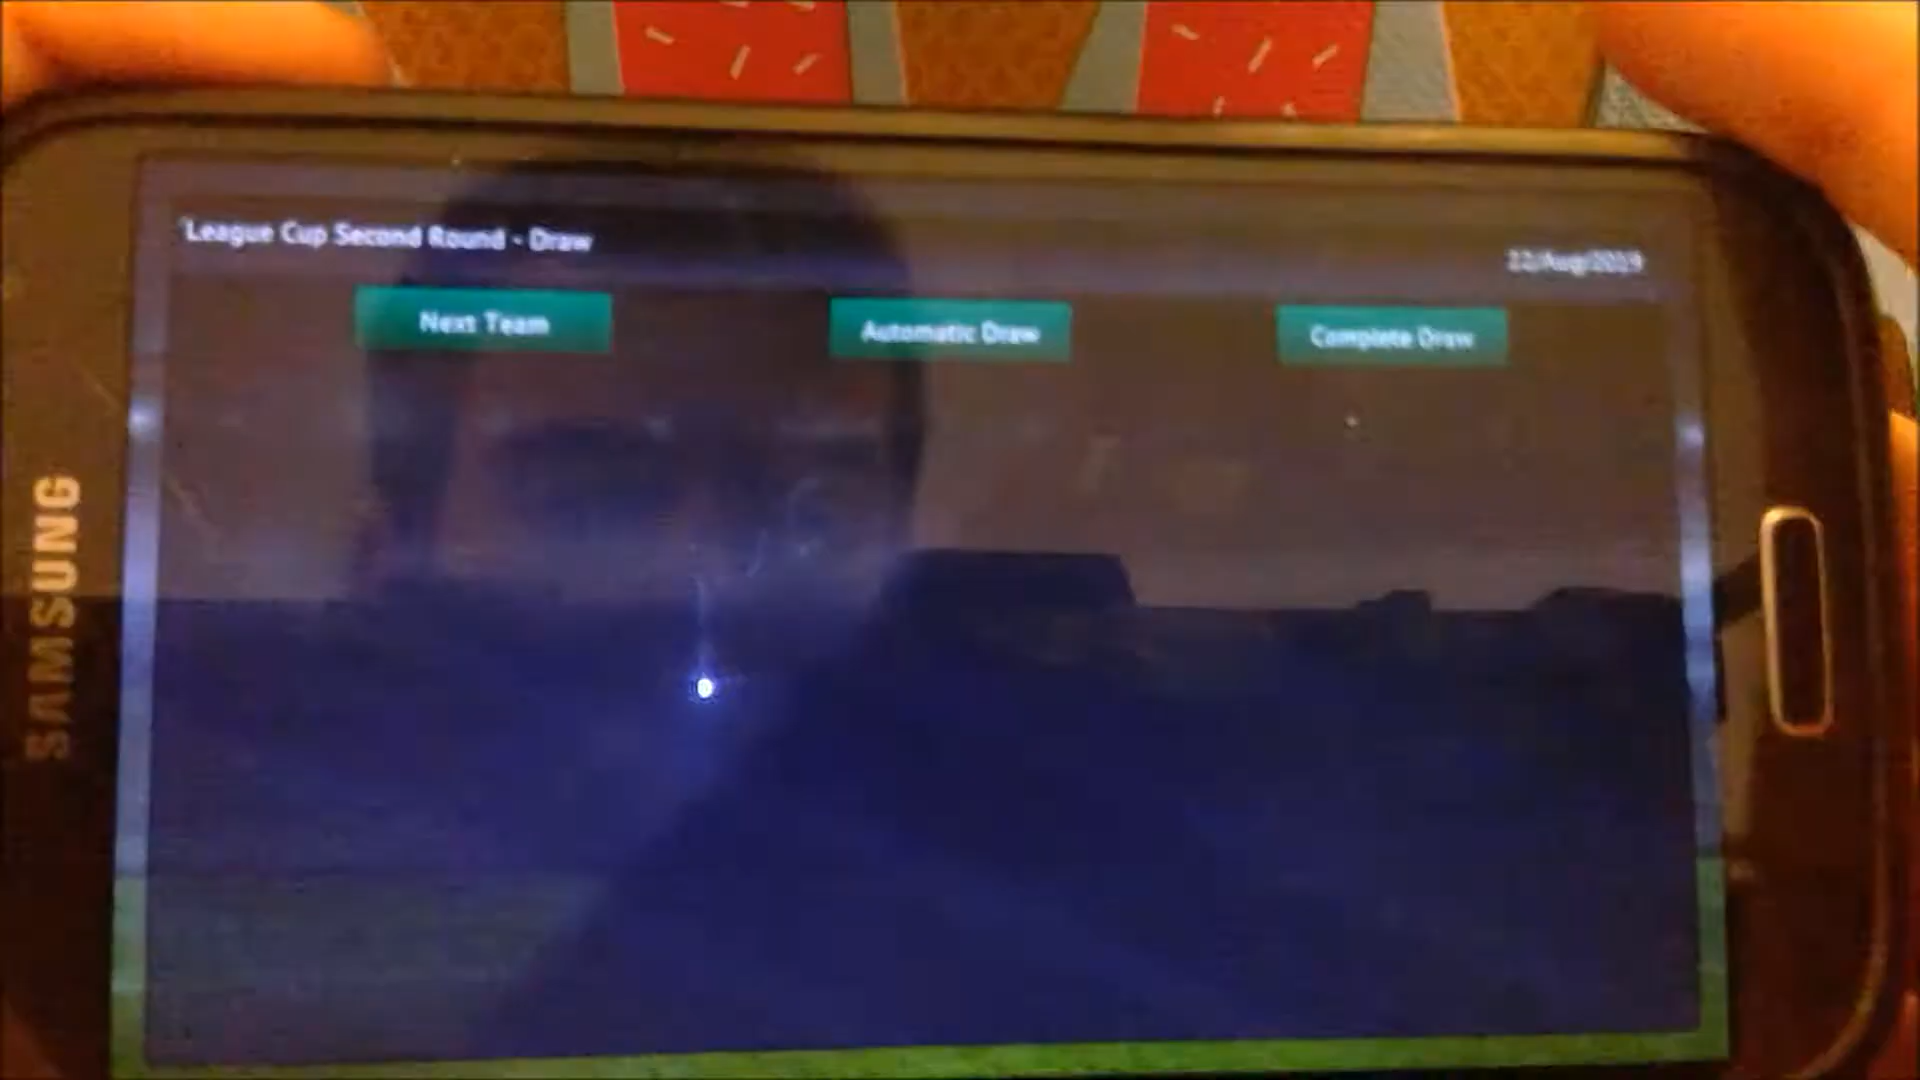 'League Cup Second Round - Draw
22/Aug/2019
Next Team
Automatic Draw
Complete Draw
SAMSUNG